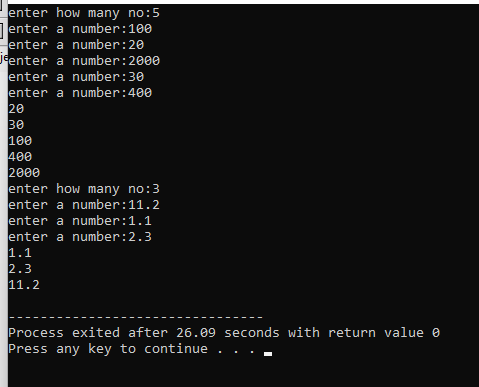 enter how many no:5
enter a number:100
enter a number:20
enter a number:2000
enter a number:30
enter a number:400
20
30
100
400
2000
enter how many no:3
enter a number:11.2
enter a number:1.1
enter a number:2.3
1.1
2.3
11.2
--------------------------------
Process exited after 26.09 seconds with return value 0
Press any key to continue . . .